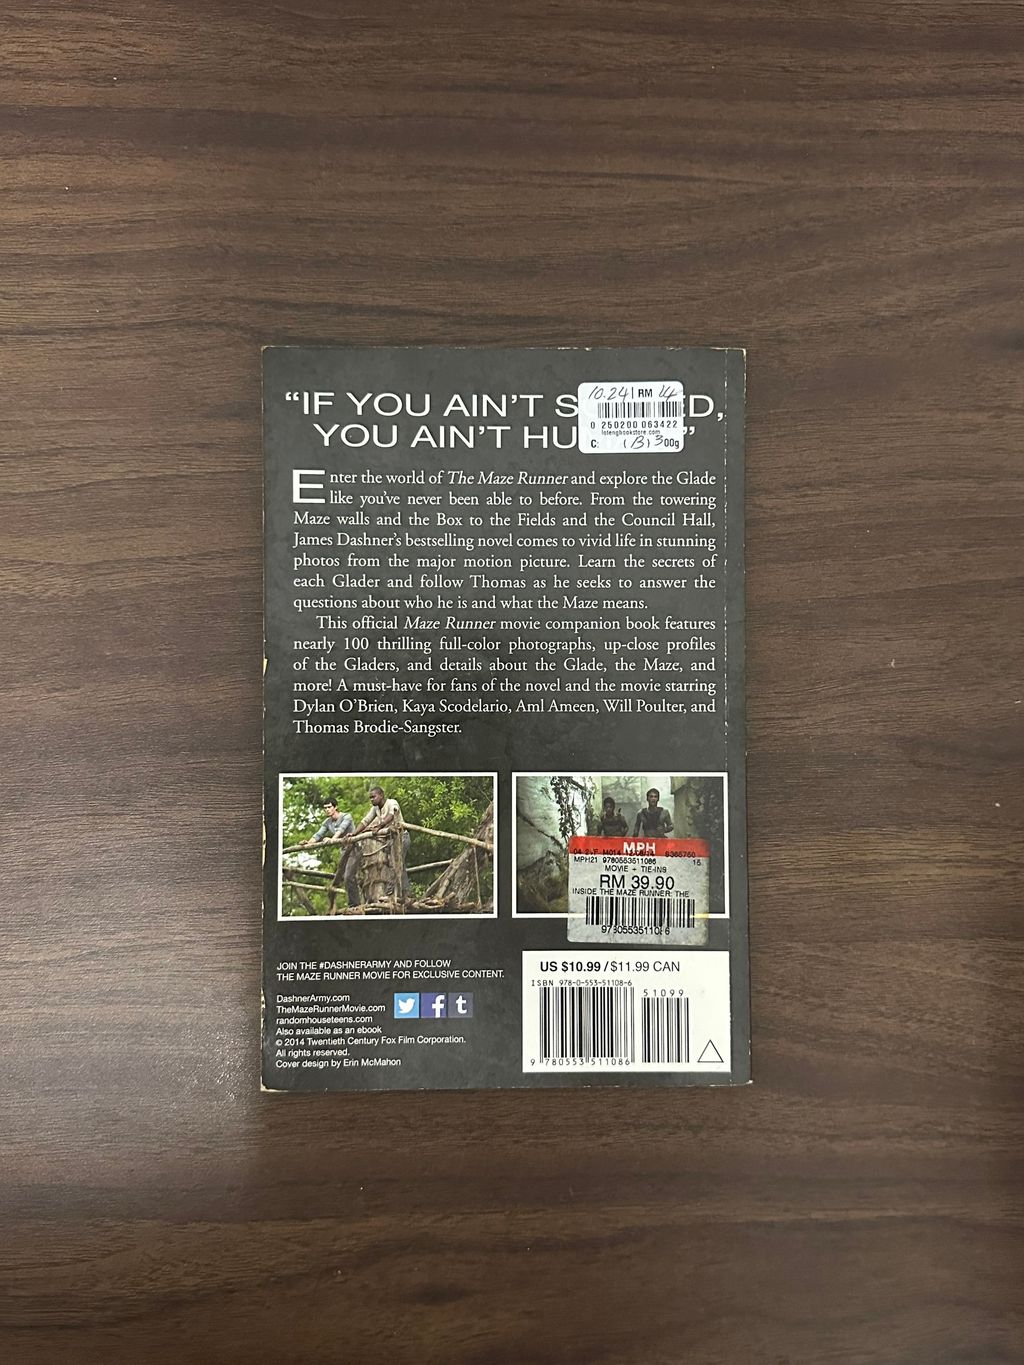 “IF YOU AIN’T S ED,
YOU AIN’T HU ”
10.24 | RM 14
0 250200 063422
lotengbookstore.com
C: (B) 300g
Enter the world of The Maze Runner and explore the Glade
like you’ve never been able to before. From the towering
Maze walls and the Box to the Fields and the Council Hall,
James Dashner’s bestselling novel comes to vivid life in stunning
photos from the major motion picture. Learn the secrets of
each Glader and follow Thomas as he seeks to answer the
questions about who he is and what the Maze means.
This official Maze Runner movie companion book features
nearly 100 thrilling full-color photographs, up-close profiles
of the Gladers, and details about the Glade, the Maze, and
more! A must-have for fans of the novel and the movie starring
Dylan O’Brien, Kaya Scodelario, Aml Ameen, Will Poulter, and
Thomas Brodie-Sangster.
MPH
M014
MPH21 9780553511086 15.
MOVIE + TIE-INS
RM 39.90
INSIDE THE MAZE RUNNER: THE
JOIN THE #DASHNERARMY AND FOLLOW
THE MAZE RUNNER MOVIE FOR EXCLUSIVE CONTENT.
DashnerArmy.com
TheMazeRunnerMovie.com
randomhouseteens.com
Also available as an ebook
© 2014 Twentieth Century Fox Film Corporation.
All rights reserved.
Cover design by Erin McMahon
US $10.99 / $11.99 CAN
ISBN 978-0-553-51108-6
51099
9 780553 511086